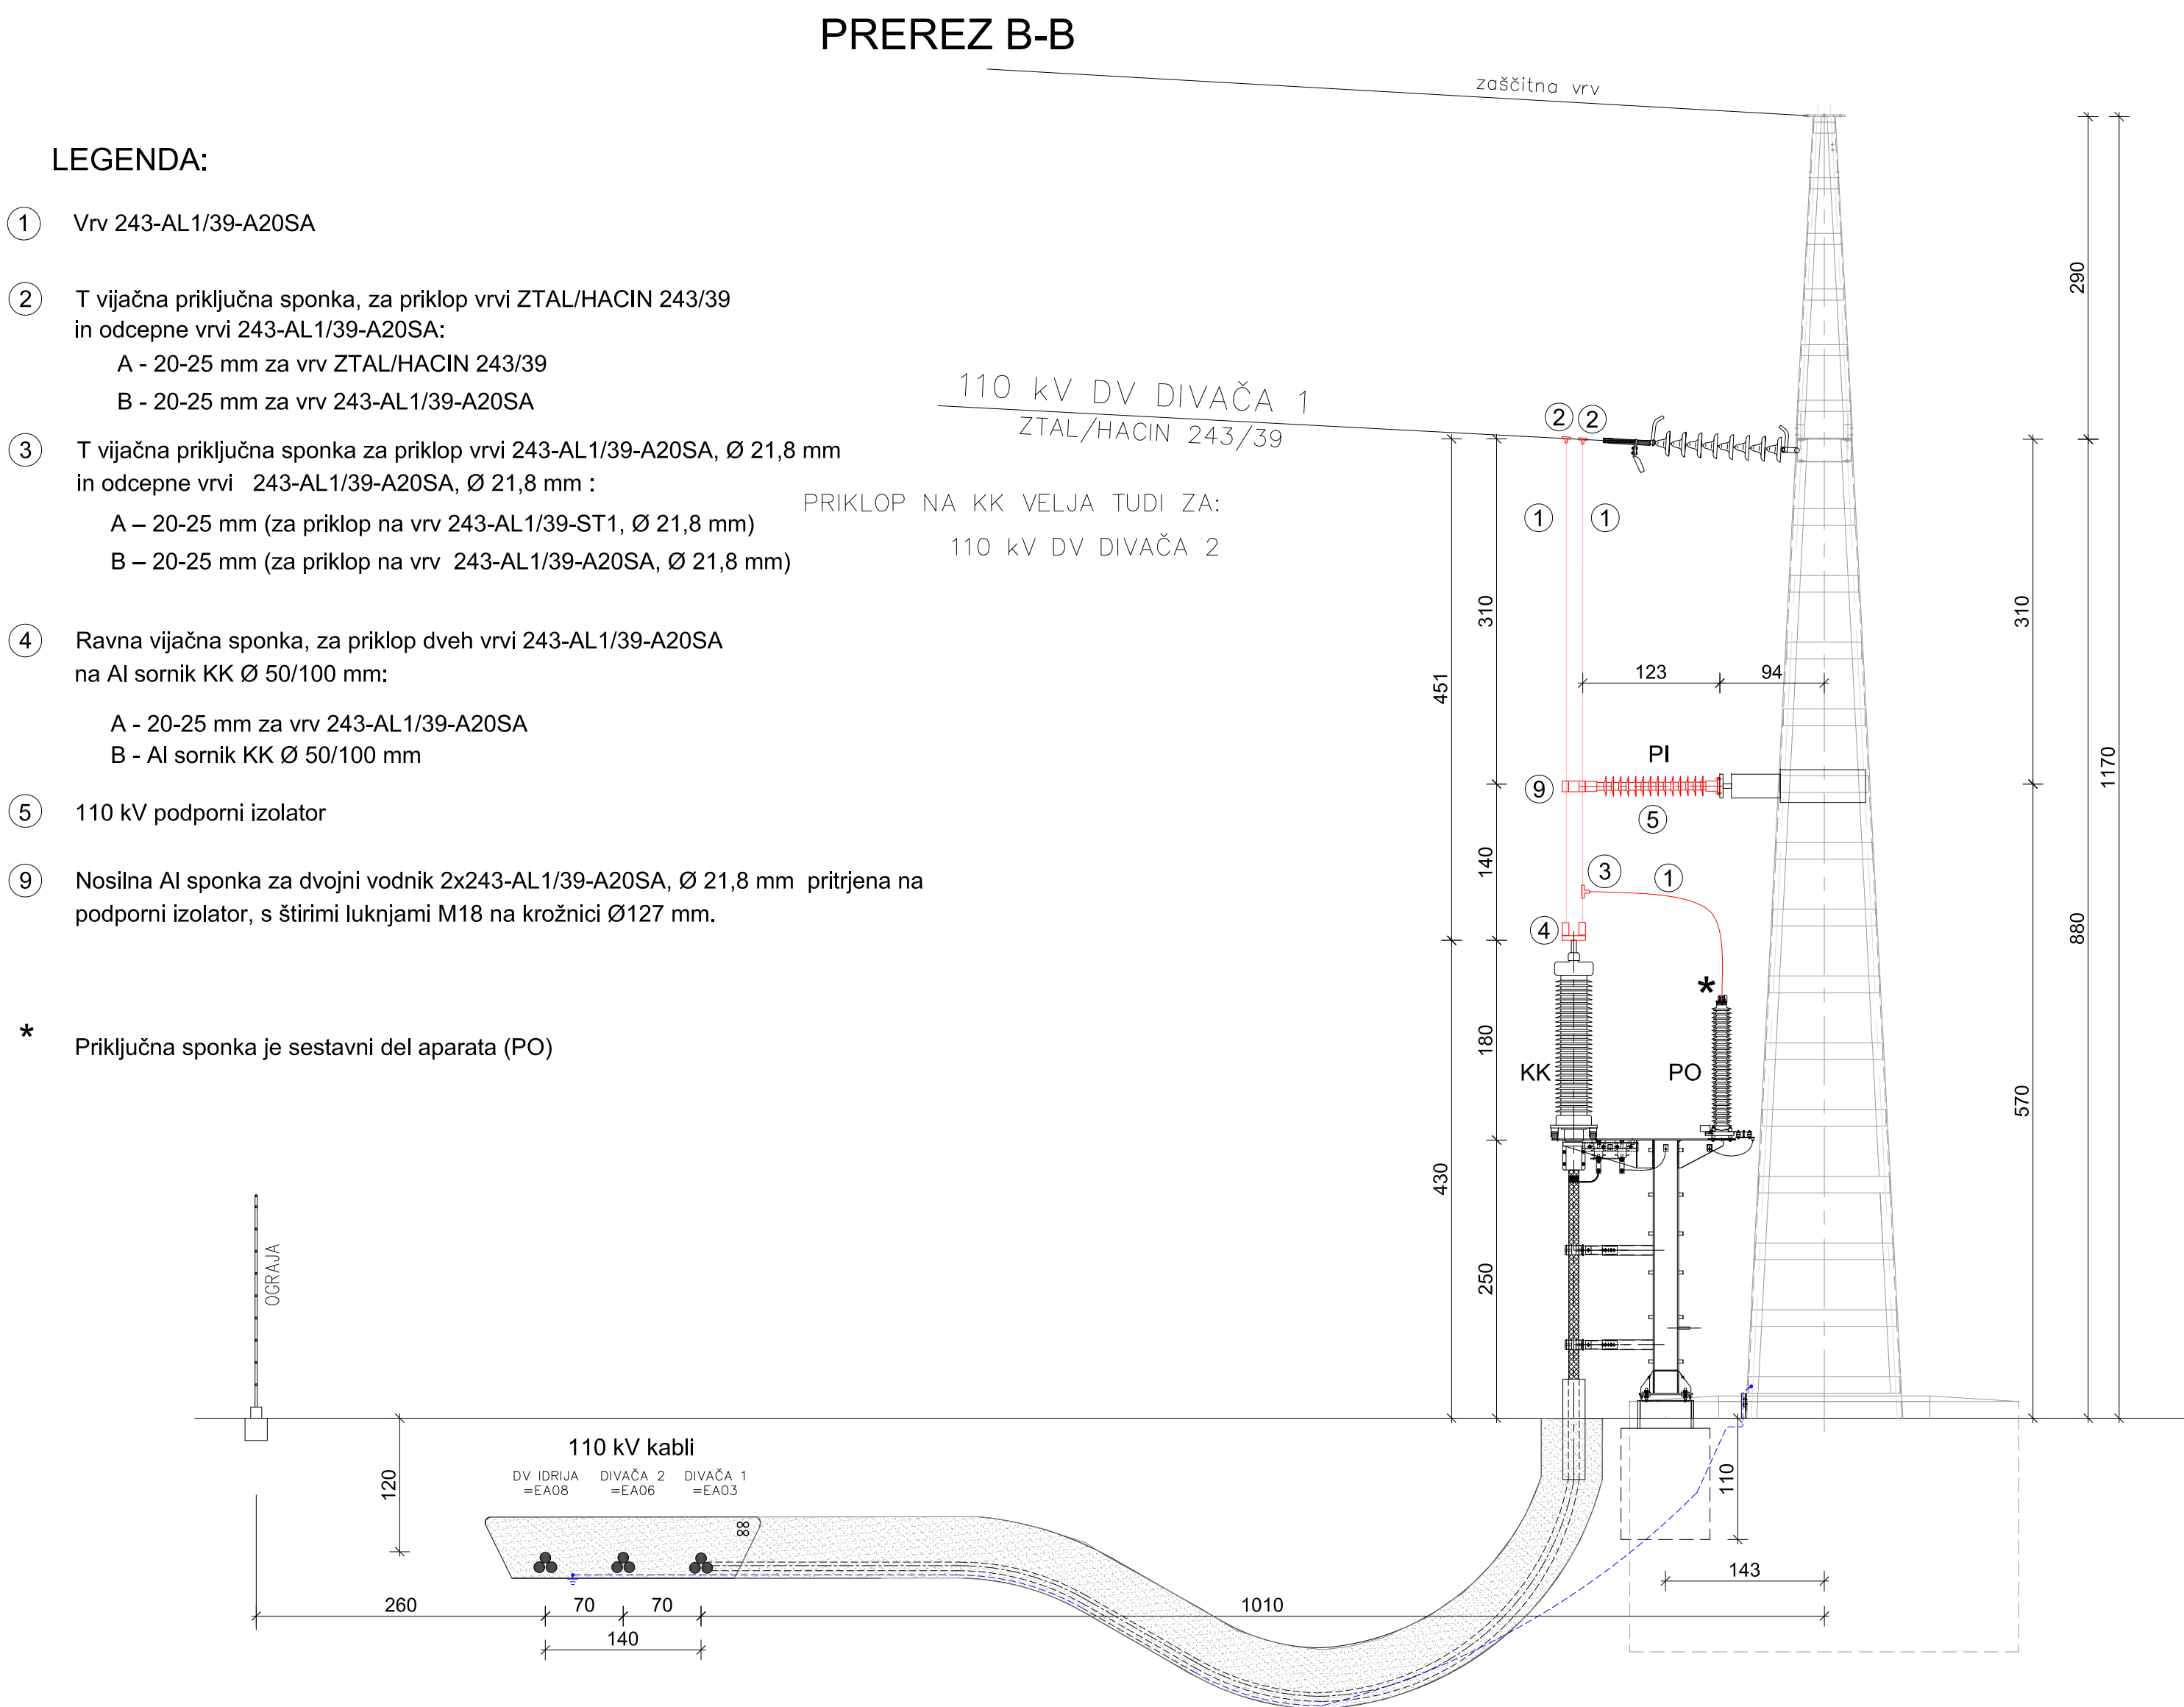 PREREZ B-B
zaščitna vrv
LEGENDA:
1 Vrv 243-AL1/39-A20SA
2 T vijačna priključna sponka, za priklop vrvi ZTAL/HACIN 243/39
in odcepne vrvi 243-AL1/39-A20SA:
A - 20-25 mm za vrv ZTAL/HACIN 243/39
B - 20-25 mm za vrv 243-AL1/39-A20SA
3 T vijačna priključna sponka za priklop vrvi 243-AL1/39-A20SA, Ø 21,8 mm
in odcepne vrvi 243-AL1/39-A20SA, Ø 21,8 mm :
A – 20-25 mm (za priklop na vrv 243-AL1/39-ST1, Ø 21,8 mm)
B – 20-25 mm (za priklop na vrv 243-AL1/39-A20SA, Ø 21,8 mm)
4 Ravna vijačna sponka, za priklop dveh vrvi 243-AL1/39-A20SA
na Al sornik KK Ø 50/100 mm:
A - 20-25 mm za vrv 243-AL1/39-A20SA
B - Al sornik KK Ø 50/100 mm
5 110 kV podporni izolator
9 Nosilna Al sponka za dvojni vodnik 2x243-AL1/39-A20SA, Ø 21,8 mm pritrjena na
podporni izolator, s štirimi luknjami M18 na krožnici Ø127 mm.
* Priključna sponka je sestavni del aparata (PO)
110 kV DV DIVAČA 1
ZTAL/HACIN 243/39
PRIKLOP NA KK VELJA TUDI ZA:
110 kV DV DIVAČA 2
2 2
1 1
290
310
310
451
123 94
1170
PI
9
5
140
3 1
4
880
*
180
KK PO
570
430
250
OGRAJA
110 kV kabli
DV IDRIJA DIVAČA 2 DIVAČA 1
=EA08 =EA06 =EA03
120
110
143
260 70 70 1010
140